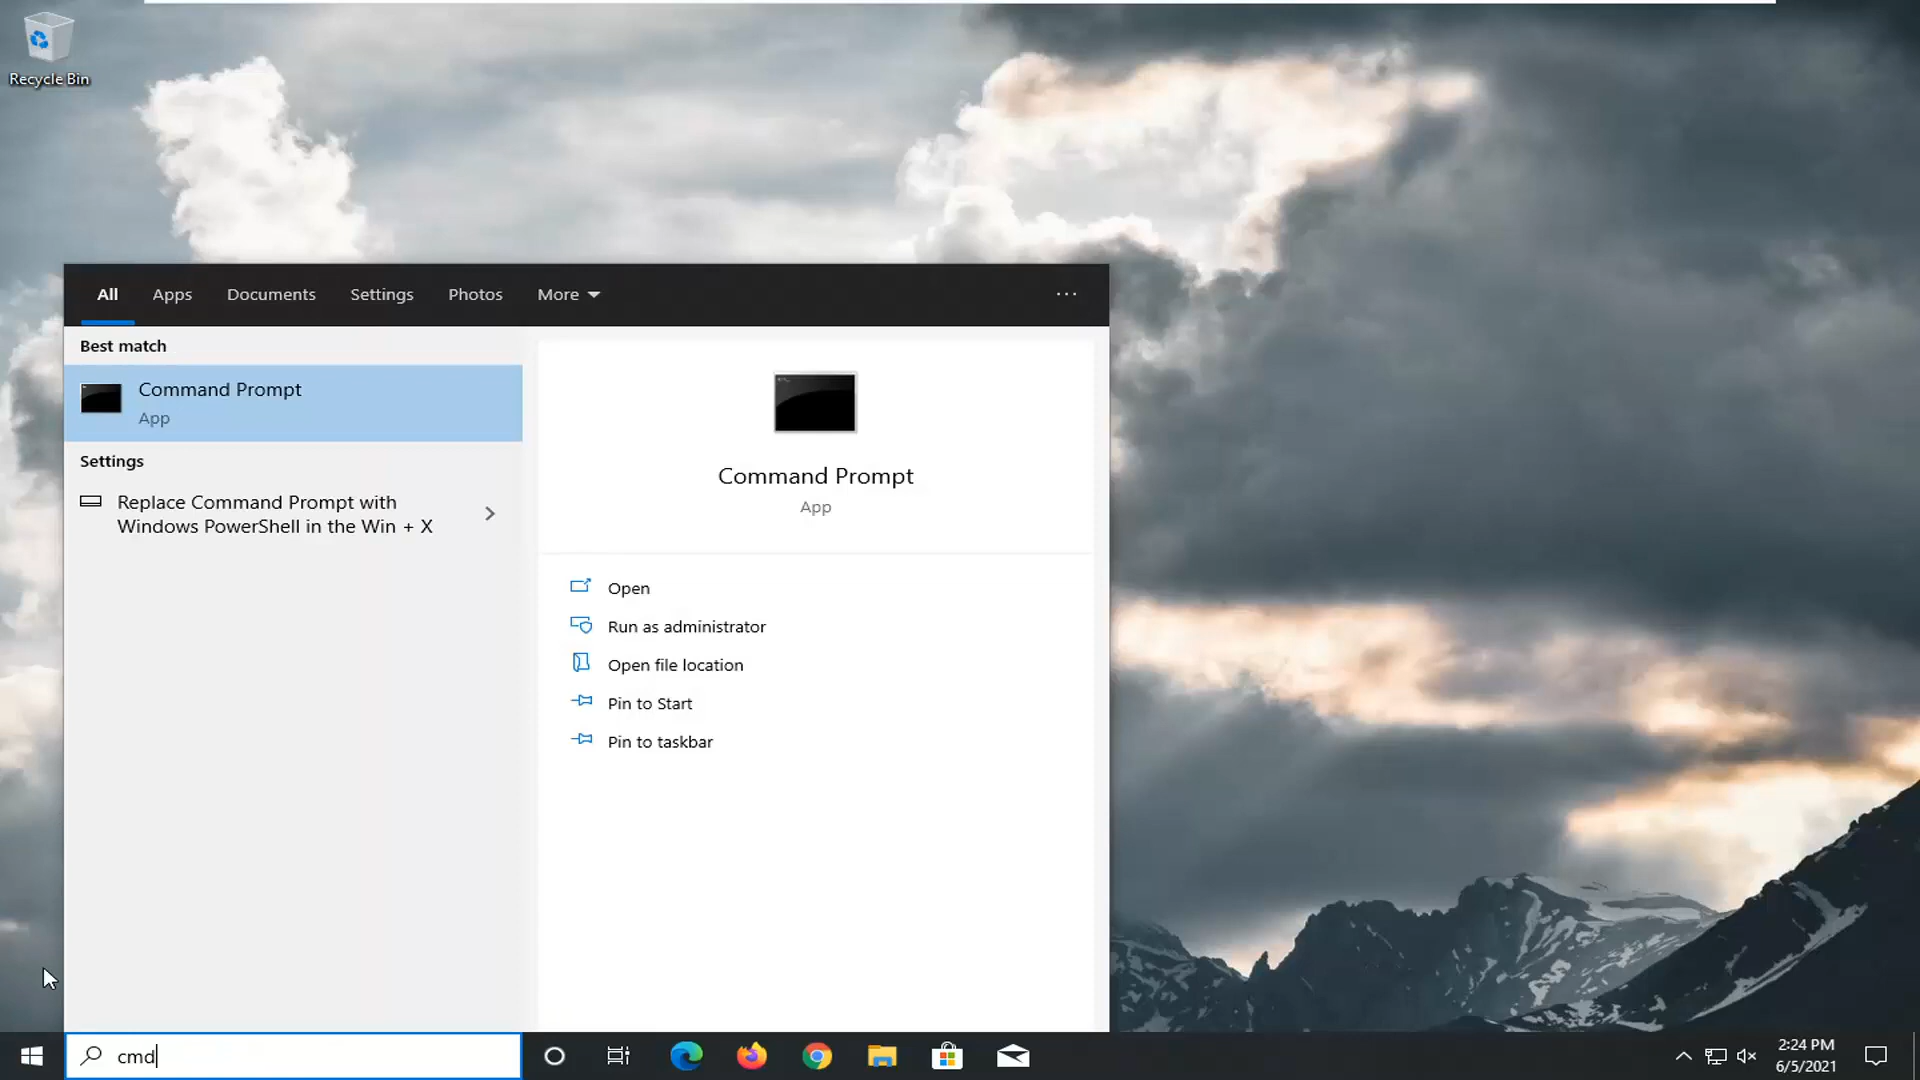 Recycle Bin
All Apps Documents Settings Photos More
Best match
Command Prompt
App
Settings
Replace Command Prompt with
Windows PowerShell in the Win + X
Command Prompt
App
Open
Run as administrator
Open file location
Pin to Start
Pin to taskbar
cmd
2:24 PM
6/5/2021